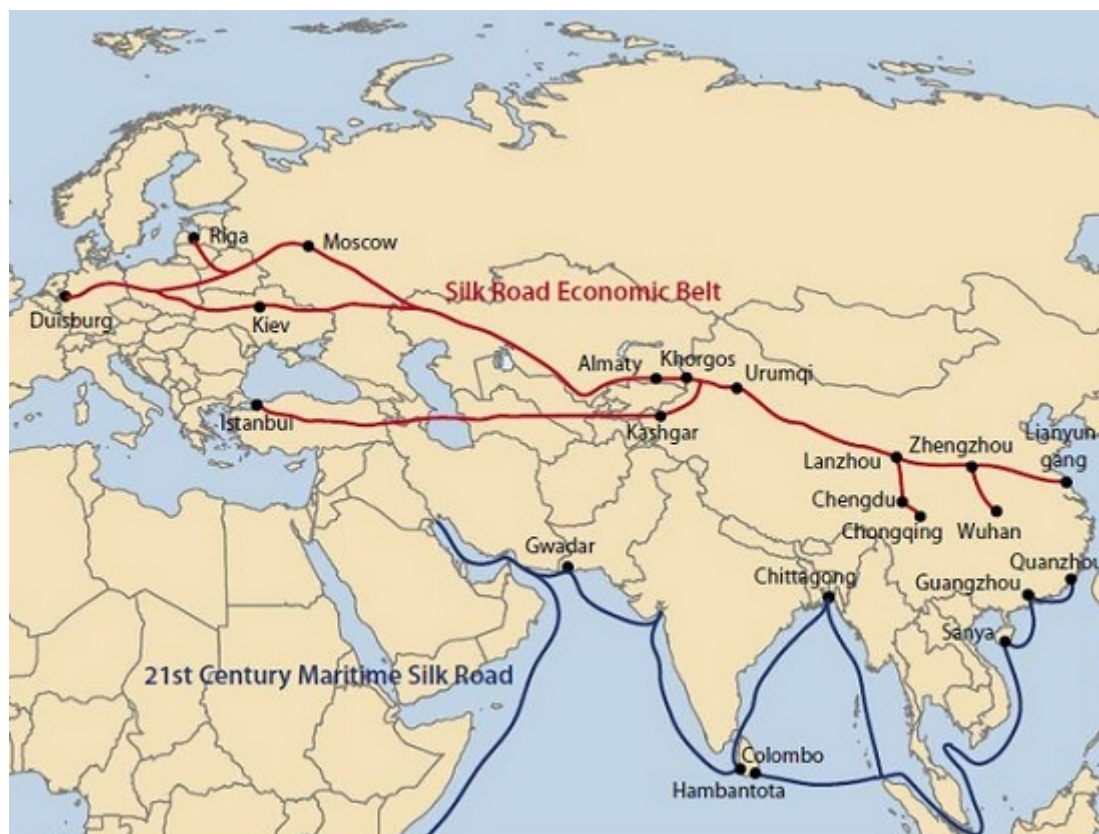 Riga
Moscow
Silk Road Economic Belt
Duisburg
Kiev
Almaty
Khorgos
Urumqi
Istanbul
Kashgar
Lanzhou
Zhengzhou
Lianyun
gang
Chengdu
Chongqing
Wuhan
Gwadar
Chittagong
Guangzhou
Quanzhou
Sanya
21st Century Maritime Silk Road
Colombo
Hambantota